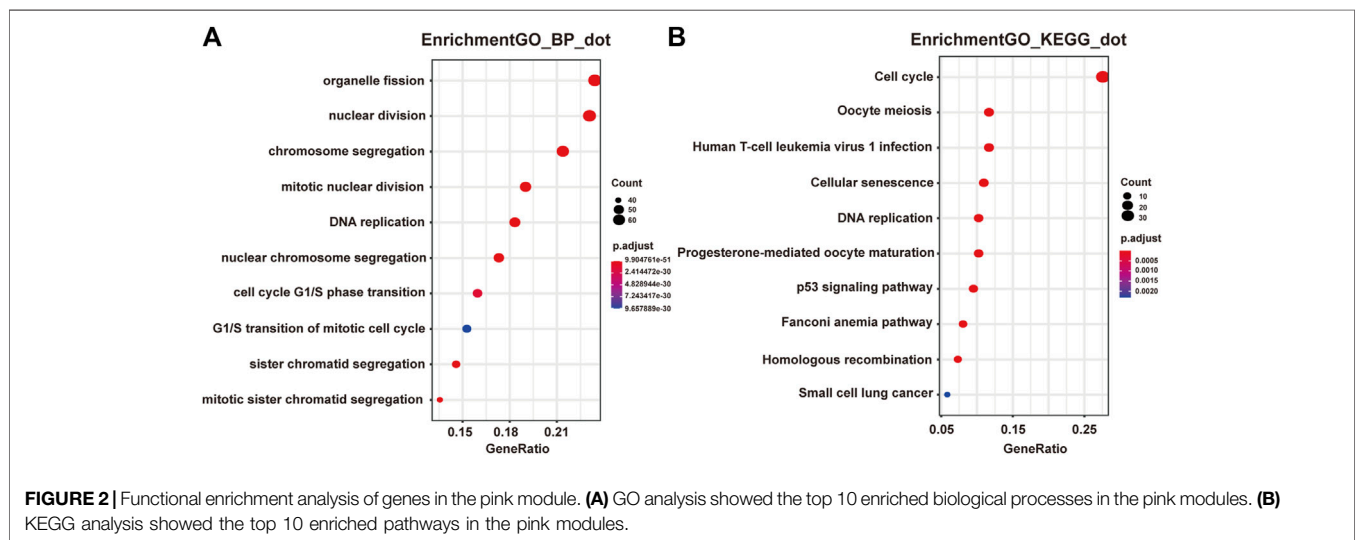 A
EnrichmentGO_BP_dot
organelle fission
nuclear division
chromosome segregation
mitotic nuclear division
DNA replication
nuclear chromosome segregation
cell cycle G1/S phase transition
G1/S transition of mitotic cell cycle
sister chromatid segregation
mitotic sister chromatid segregation
0.15 0.18 0.21
GeneRatio
Count
40
50
60
p.adjust
9.904761e-51
2.414472e-30
4.828944e-30
7.243417e-30
9.657889e-30
B
EnrichmentGO_KEGG_dot
Cell cycle
Oocyte meiosis
Human T-cell leukemia virus 1 infection
Cellular senescence
DNA replication
Progesterone-mediated oocyte maturation
p53 signaling pathway
Fanconi anemia pathway
Homologous recombination
Small cell lung cancer
0.05 0.15 0.25
GeneRatio
Count
10
20
30
p.adjust
0.0005
0.0010
0.0015
0.0020
FIGURE 2 | Functional enrichment analysis of genes in the pink module. (A) GO analysis showed the top 10 enriched biological processes in the pink modules. (B)
KEGG analysis showed the top 10 enriched pathways in the pink modules.